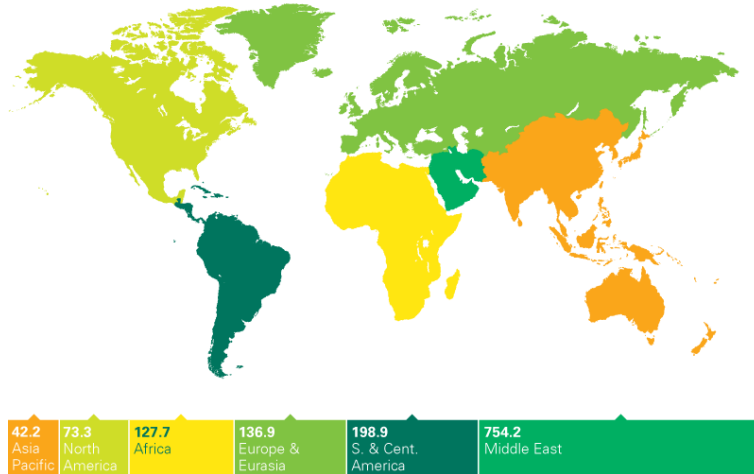 42.2
Asia
Pacific
73.3
North
America
127.7
Africa
136.9
Europe &
Eurasia
198.9
S. & Cent.
America
754.2
Middle East